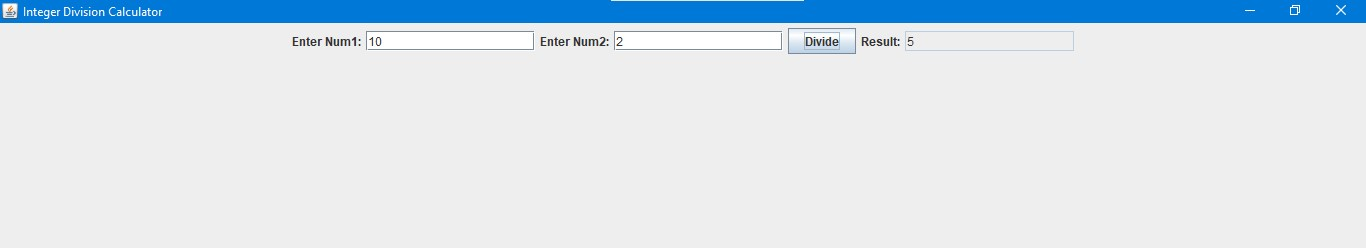 Integer Division Calculator
Enter Num1: 10 Enter Num2: 2 Divide Result: 5